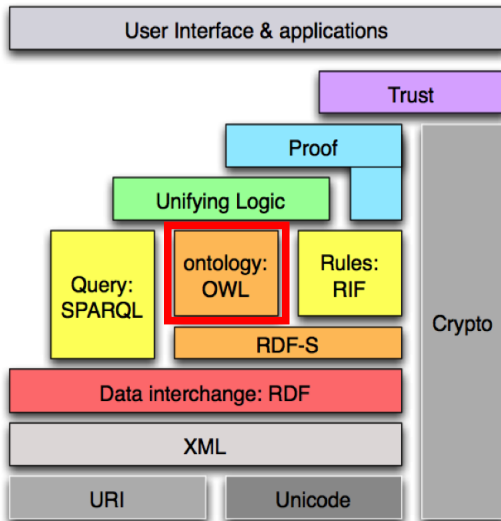 User Interface & applications
Trust
Proof
Unifying Logic
Query:
SPARQL
ontology:
OWL
Rules:
RIF
Crypto
RDF-S
Data interchange: RDF
XML
URI
Unicode